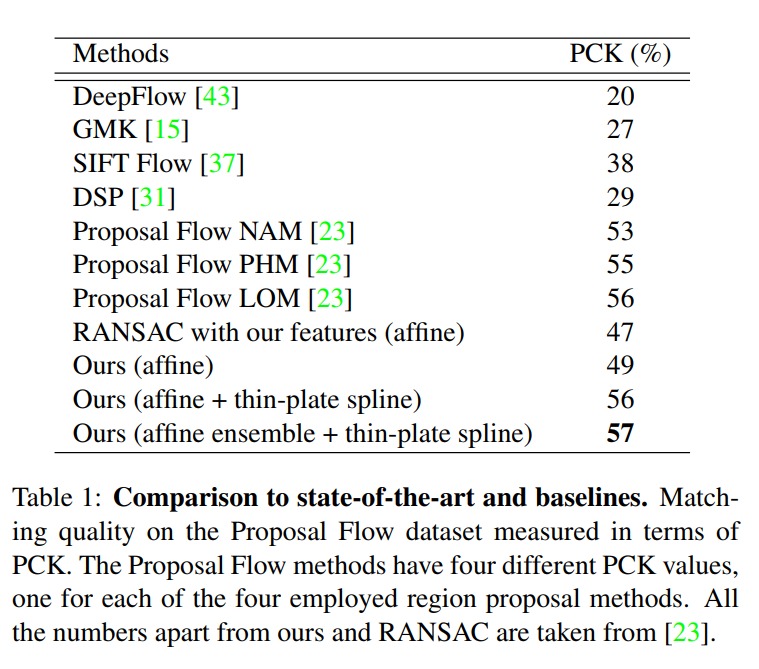 Methods PCK (%)
DeepFlow [43] 20
GMK [15] 27
SIFT Flow [37] 38
DSP [31] 29
Proposal Flow NAM [23] 53
Proposal Flow PHM [23] 55
Proposal Flow LOM [23] 56
RANSAC with our features (affine) 47
Ours (affine) 49
Ours (affine + thin-plate spline) 56
Ours (affine ensemble + thin-plate spline) 57
Table 1: Comparison to state-of-the-art and baselines. Match-
ing quality on the Proposal Flow dataset measured in terms of
PCK. The Proposal Flow methods have four different PCK values,
one for each of the four employed region proposal methods. All
the numbers apart from ours and RANSAC are taken from [23].